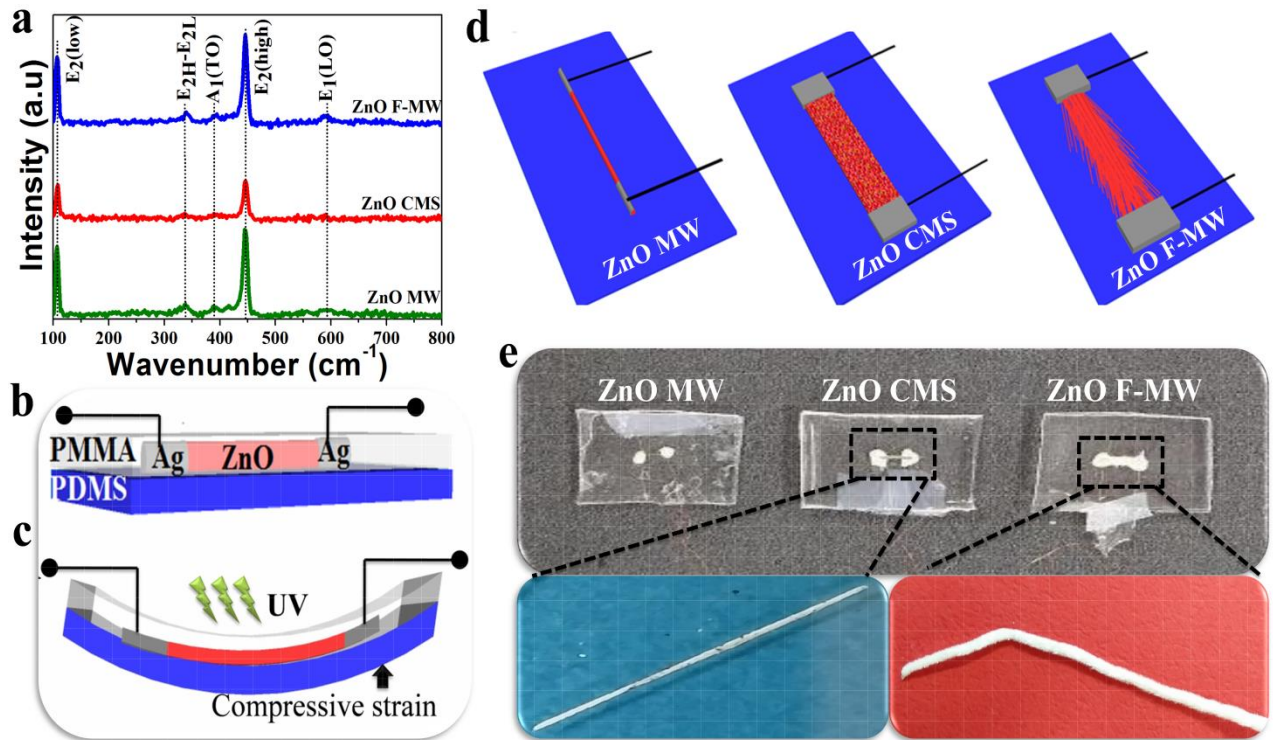 a
Intensity (a.u)
E₂(low)
E₂H-E₂L
A₁(TO)
E₂(high)
E₁(LO)
ZnO F-MW
ZnO CMS
ZnO MW
100 200 300 400 500 600 700 800
Wavenumber (cm⁻¹)
b
PMMA
Ag
ZnO
Ag
PDMS
c
UV
Compressive strain
d
ZnO MW
ZnO CMS
ZnO F-MW
e
ZnO MW
ZnO CMS
ZnO F-MW